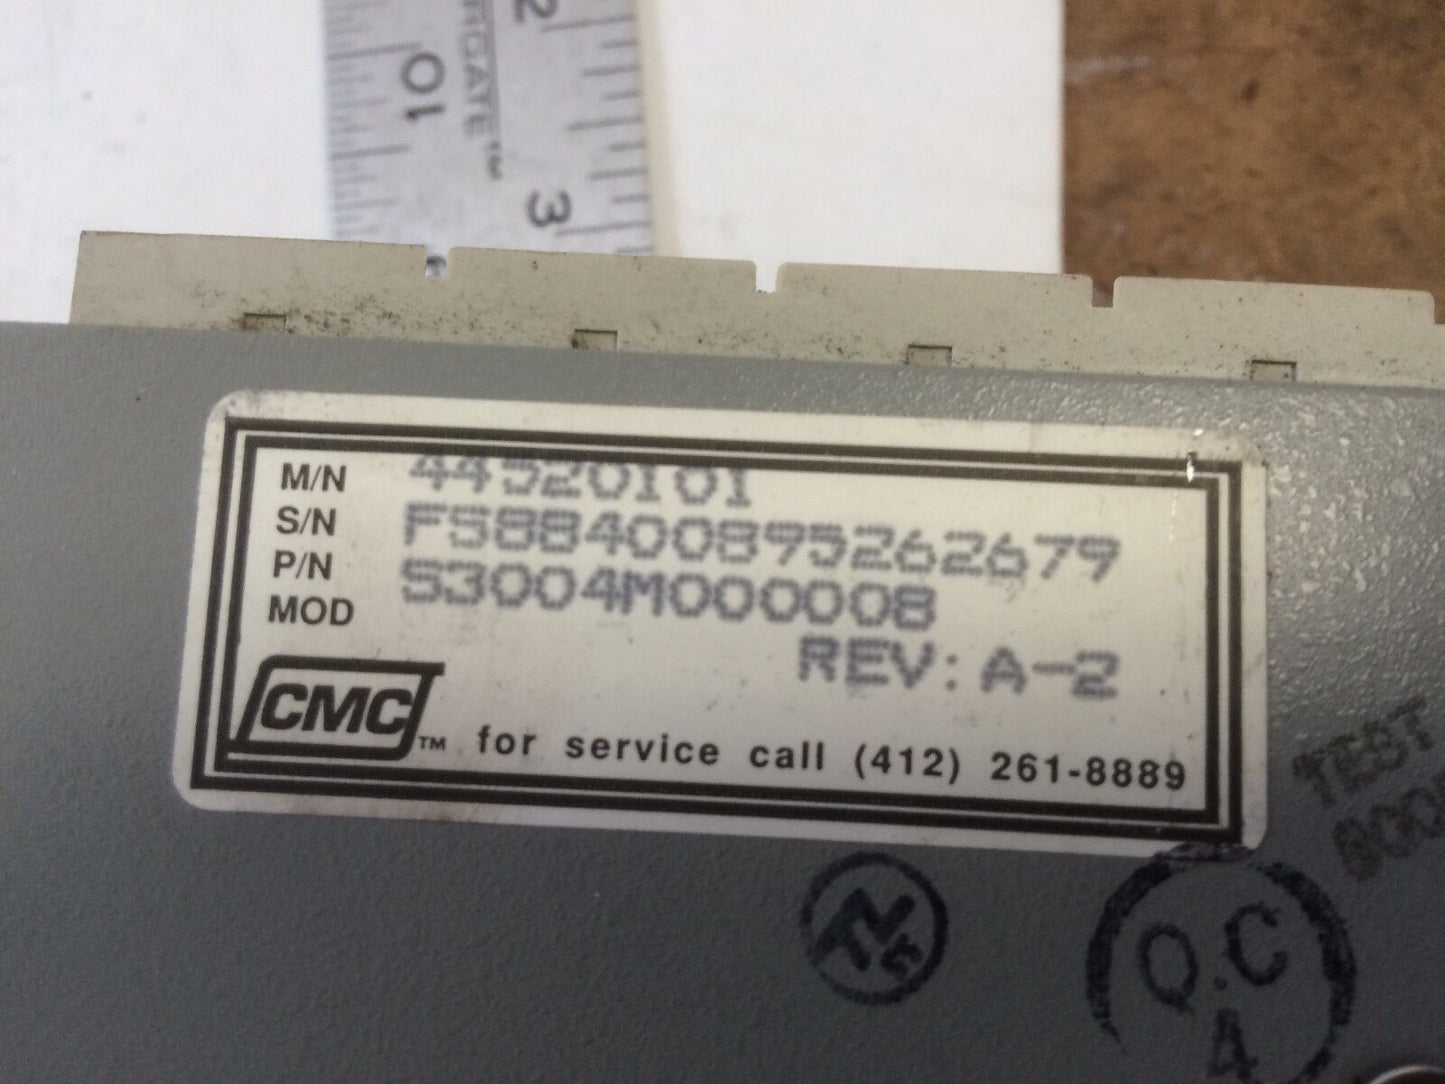 10
2
3
M/N 44520101
S/N FS88400895262679
P/N S3004M000008
MOD
REV: A-2
CMC™ for service call (412) 261-8889
TEST
Q.C
4